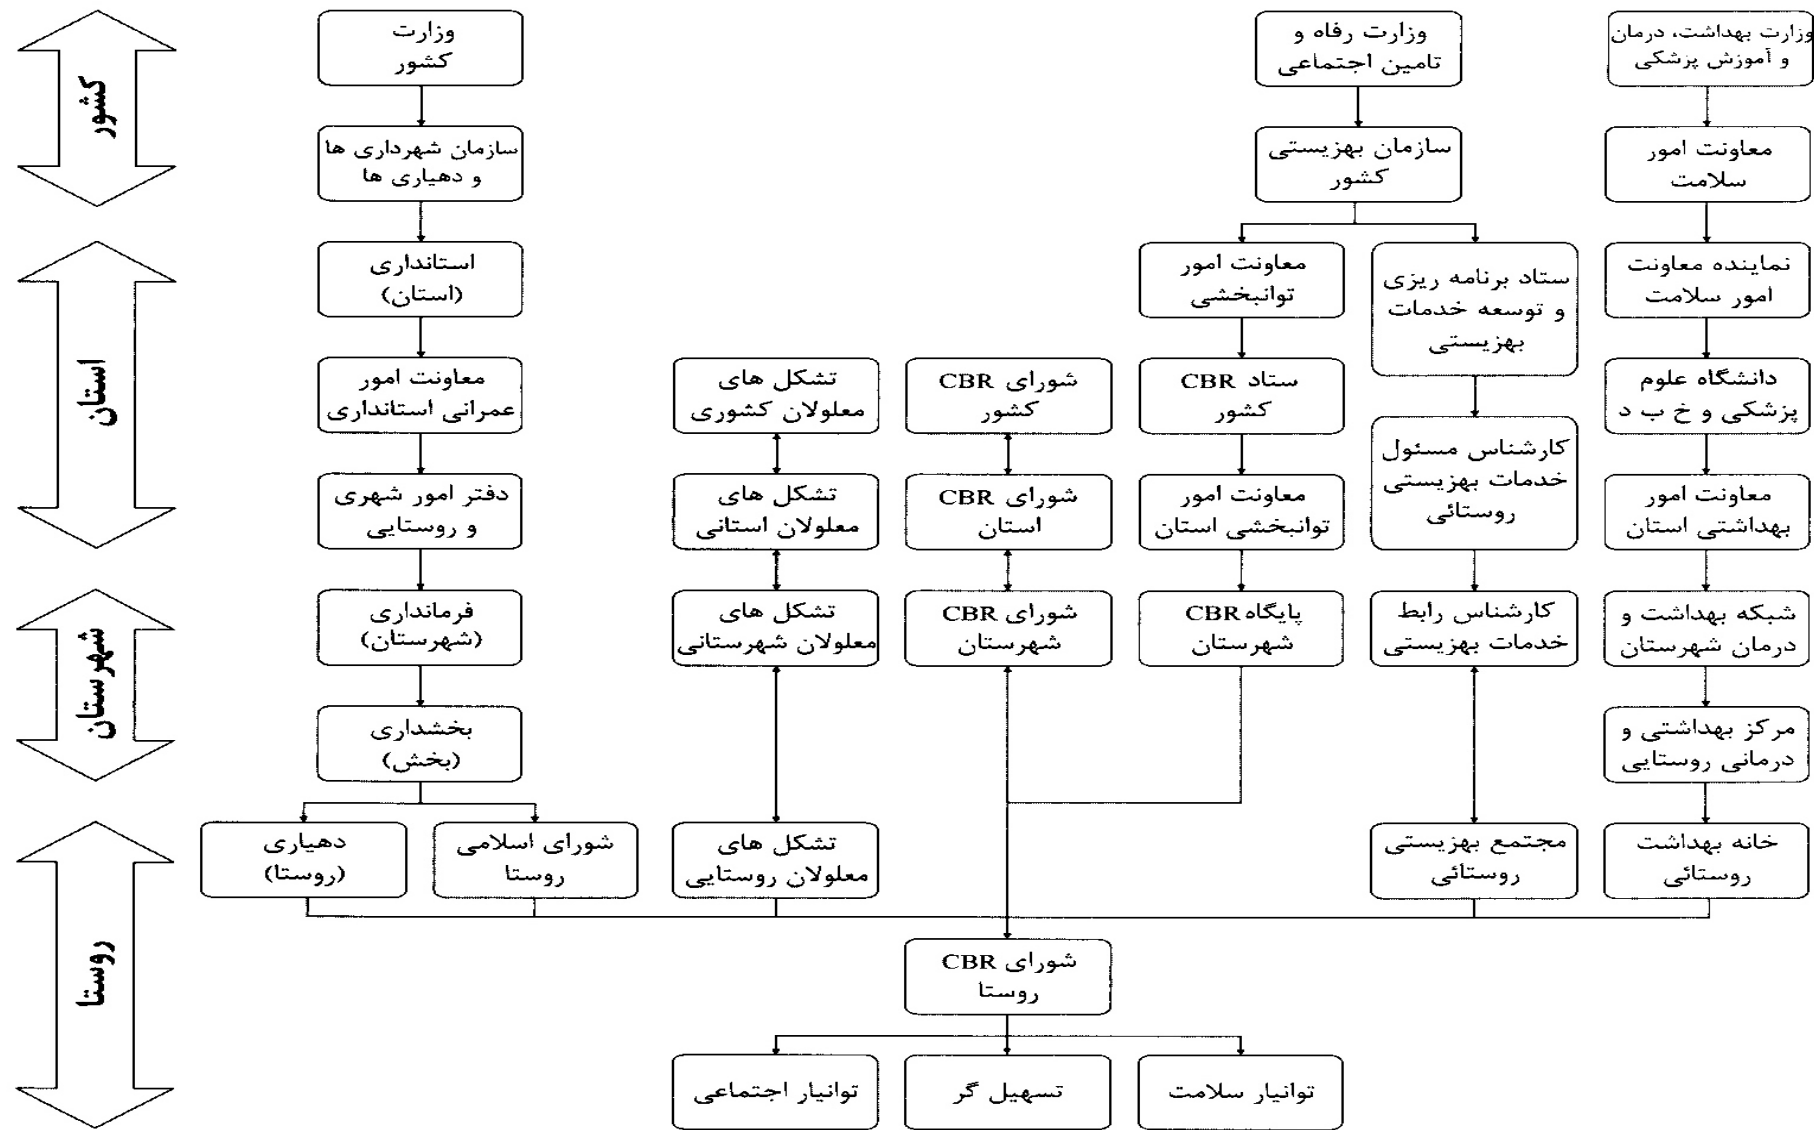 وزارت بهداشت، درمان
و آموزش پزشکی
وزارت رفاه و
تامین اجتماعی
وزارت
کشور
کشور
معاونت امور
سلامت
سازمان بهزیستی
کشور
سازمان شهرداری ها
و دهیاری ها
نماینده معاونت
امور سلامت
ستاد برنامه ریزی
و توسعه خدمات
بهزیستی
معاونت امور
توانبخشی
استانداری
(استان)
استان
دانشگاه علوم
پزشکی و خ ب د
ستاد CBR
کشور
شورای CBR
کشور
تشکل های
معلولان کشوری
معاونت امور
عمرانی استانداری
معاونت امور
بهداشتی استان
کارشناس مسئول
خدمات بهزیستی
روستائی
معاونت امور
توانبخشی استان
شورای CBR
استان
تشکل های
معلولان استانی
دفتر امور شهری
و روستایی
شبکه بهداشت و
درمان شهرستان
کارشناس رابط
خدمات بهزیستی
پایگاه CBR
شهرستان
شورای CBR
شهرستان
تشکل های
معلولان شهرستانی
فرمانداری
(شهرستان)
شهرستان
مرکز بهداشتی و
درمانی روستایی
بخشداری
(بخش)
خانه بهداشت
روستائی
مجتمع بهزیستی
روستائی
تشکل های
معلولان روستایی
شورای اسلامی
روستا
دهیاری
(روستا)
روستا
شورای CBR
روستا
توانیار سلامت
تسهیل گر
توانیار اجتماعی